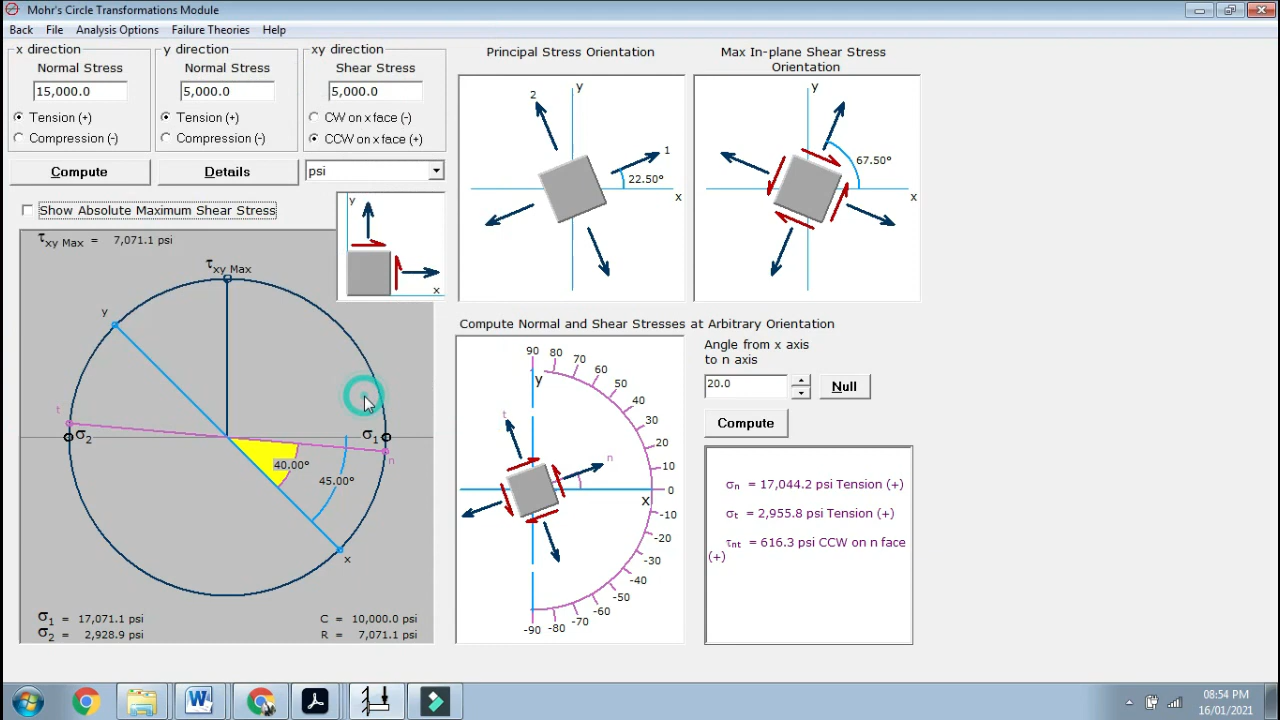 Mohr's Circle Transformations Module
Back File Analysis Options Failure Theories Help
x direction
Normal Stress
15,000.0
Tension (+)
Compression (-)
y direction
Normal Stress
5,000.0
Tension (+)
Compression (-)
xy direction
Shear Stress
5,000.0
CW on x face (-)
CCW on x face (+)
Compute
Details
psi
Show Absolute Maximum Shear Stress
y
x
τxy Max = 7,071.1 psi
τxy Max
y
t
σ2
σ1
n
40.00°
45.00°
x
σ1 = 17,071.1 psi
σ2 = 2,928.9 psi
C = 10,000.0 psi
R = 7,071.1 psi
Principal Stress Orientation
y
2
1
22.50°
x
Max In-plane Shear Stress
Orientation
y
67.50°
x
Compute Normal and Shear Stresses at Arbitrary Orientation
90
80
70
60
50
40
30
20
10
0
-10
-20
-30
-40
-50
-60
-70
-80
-90
y
t
n
x
Angle from x axis
to n axis
20.0
Null
Compute
σn = 17,044.2 psi Tension (+)
σt = 2,955.8 psi Tension (+)
τnt = 616.3 psi CCW on n face
(+)
08:54 PM
16/01/2021